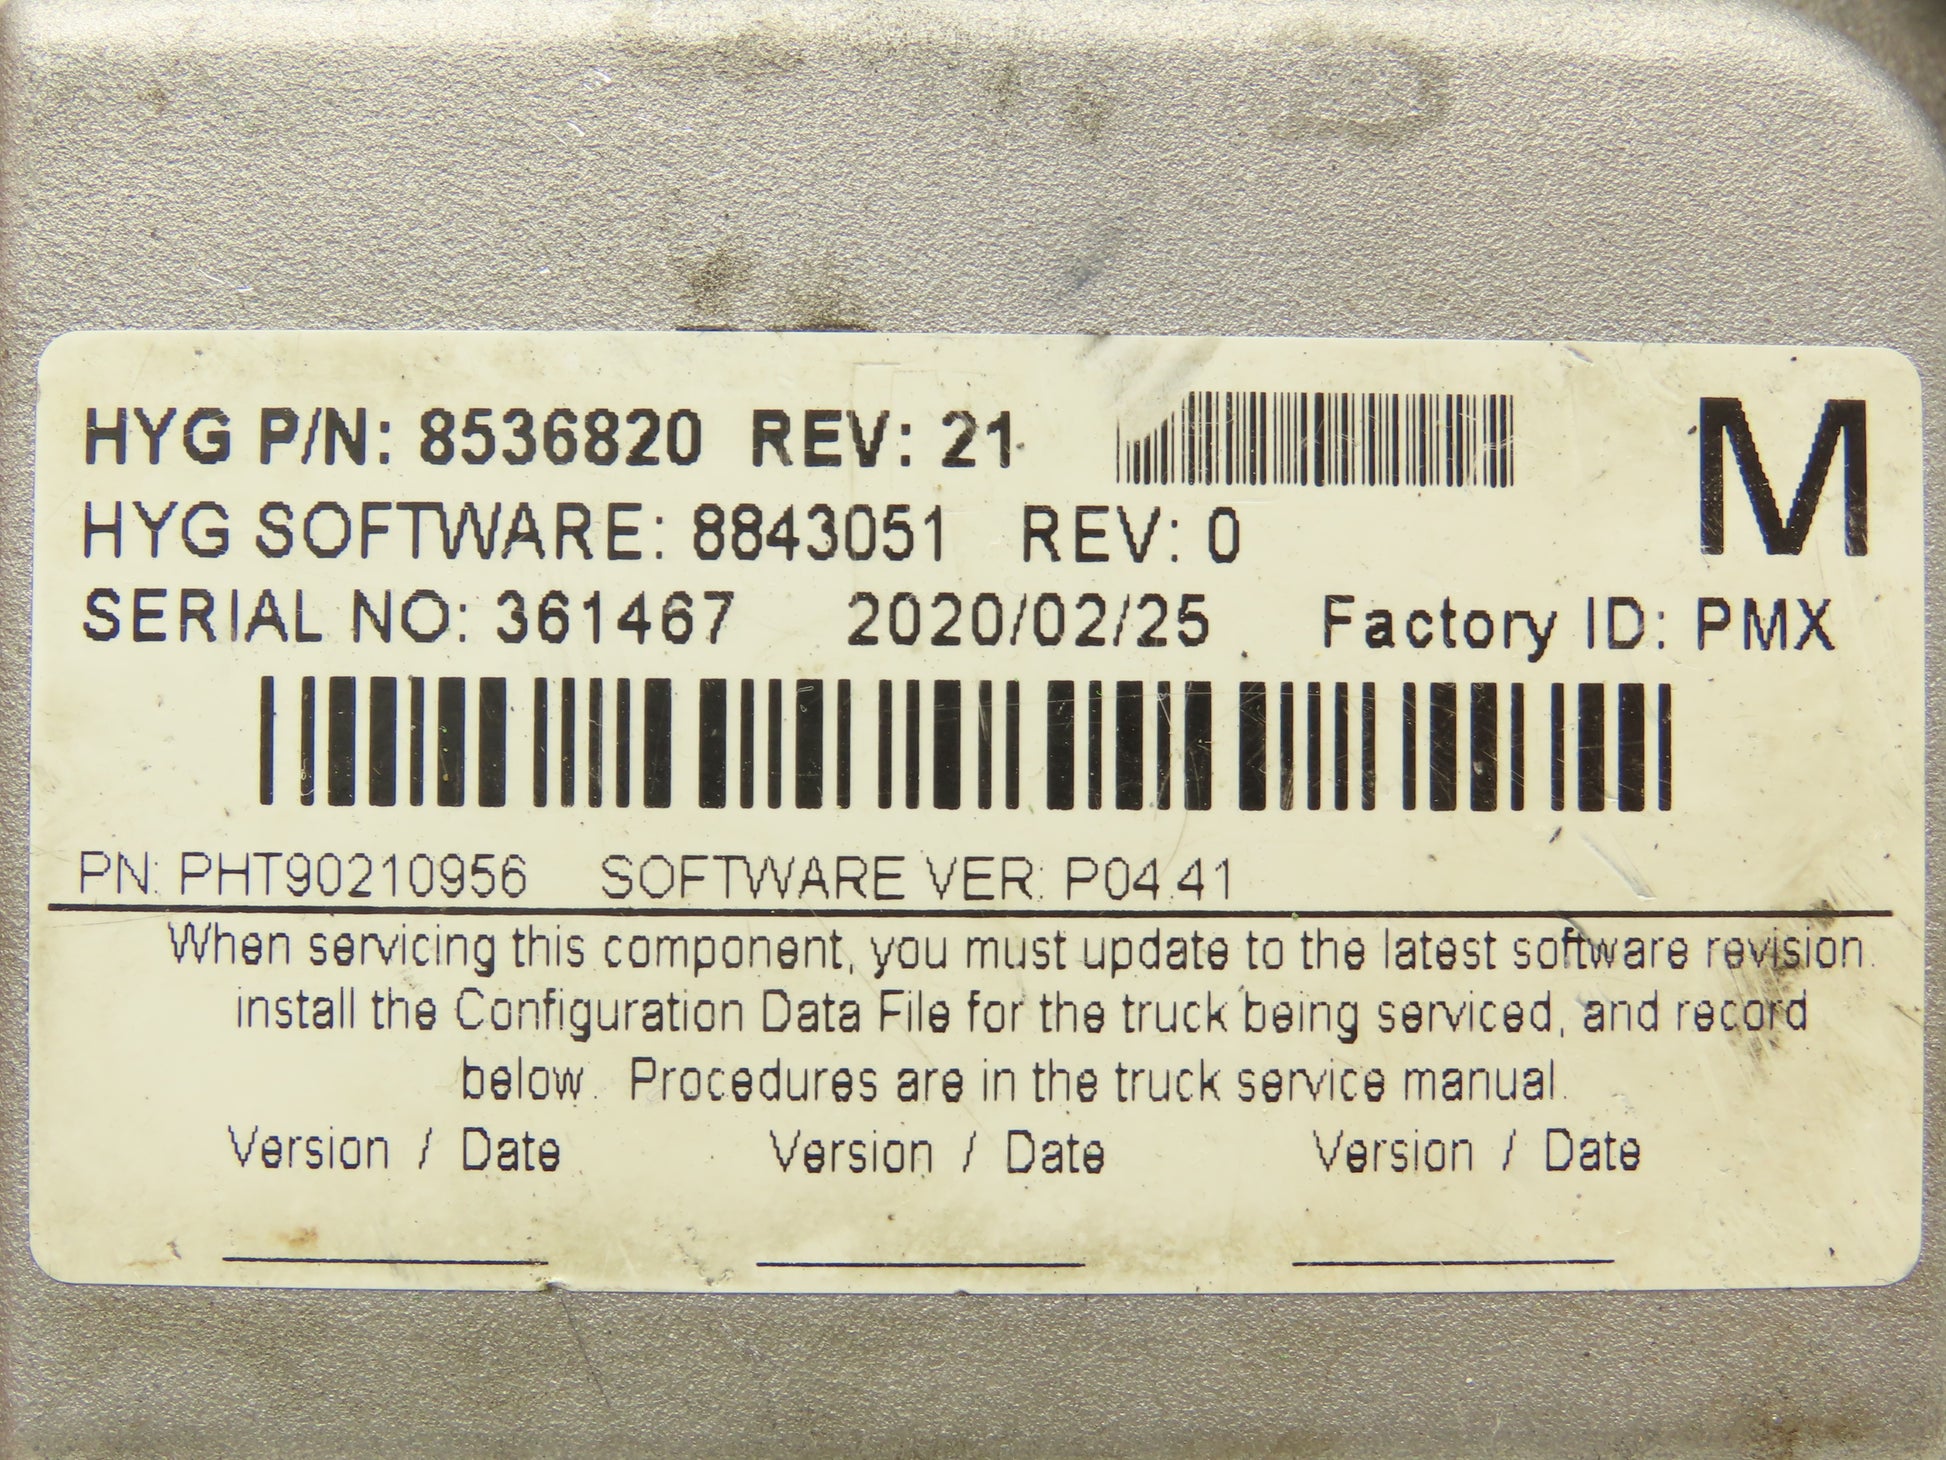 HYG P/N: 8536820 REV: 21
M
HYG SOFTWARE: 8843051 REV: 0
SERIAL NO: 361467 2020/02/25 Factory ID: PMX
PN: PHT90210956 SOFTWARE VER: P04.41
When servicing this component, you must update to the latest software revision.
install the Configuration Data File for the truck being serviced, and record
below. Procedures are in the truck service manual.
Version / Date Version / Date Version / Date